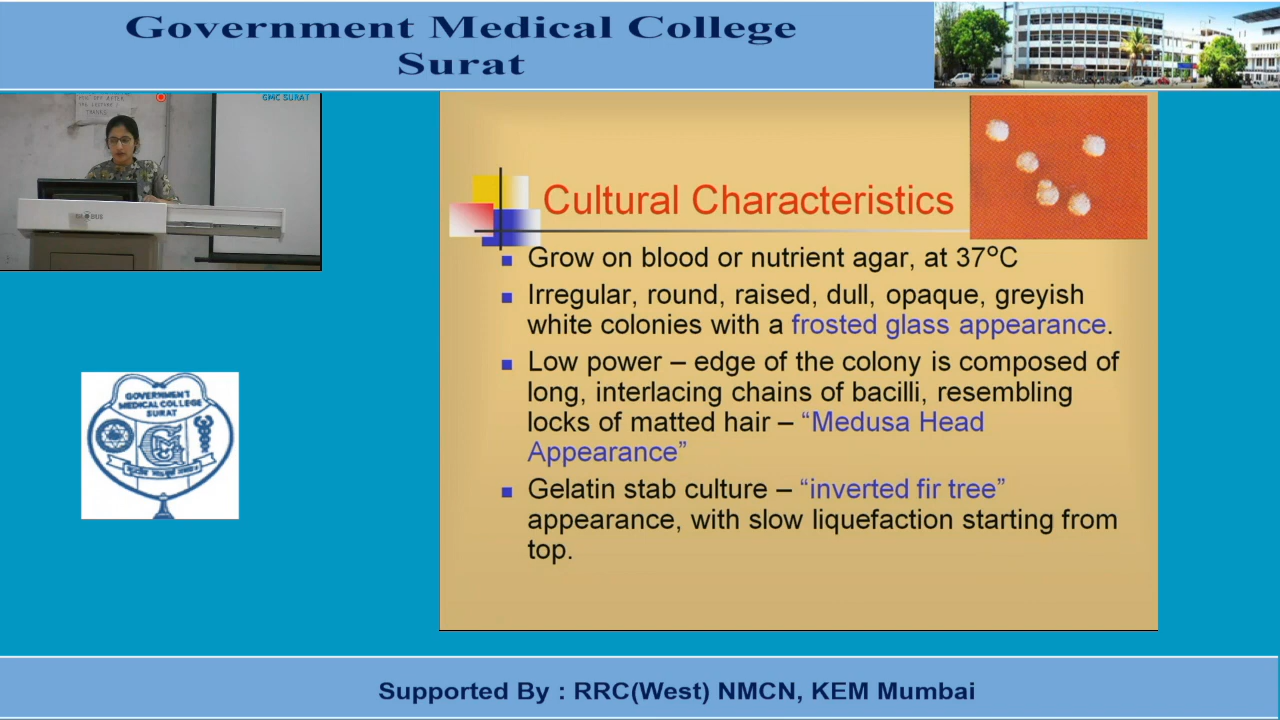 Government Medical College
Surat
GMC SURAT
Cultural Characteristics
Grow on blood or nutrient agar, at 37°C
Irregular, round, raised, dull, opaque, greyish
white colonies with a frosted glass appearance.
Low power – edge of the colony is composed of
long, interlacing chains of bacilli, resembling
locks of matted hair – “Medusa Head
Appearance”
Gelatin stab culture – “inverted fir tree”
appearance, with slow liquefaction starting from
top.
GOVERNMENT
MEDICAL COLLEGE
SURAT
Supported By : RRC(West) NMCN, KEM Mumbai